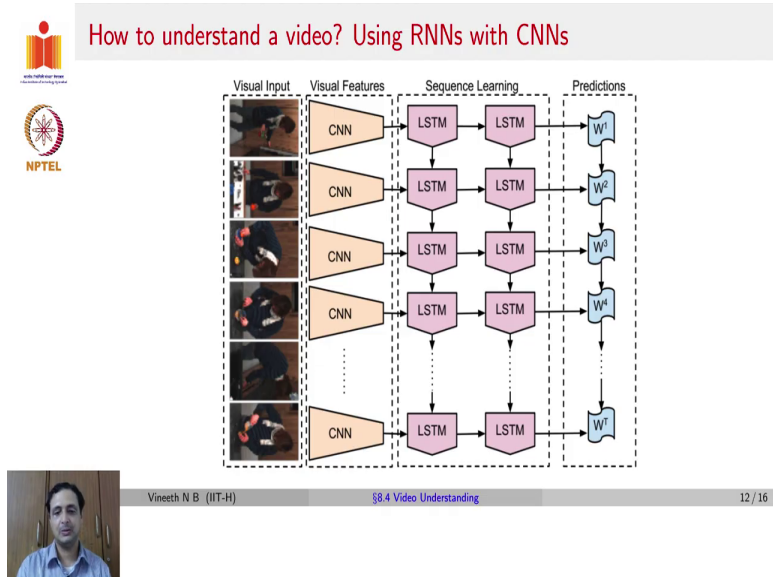 How to understand a video? Using RNNs with CNNs
NPTEL
Visual Input Visual Features Sequence Learning Predictions
CNN LSTM LSTM W1
CNN LSTM LSTM W2
CNN LSTM LSTM W3
CNN LSTM LSTM W4
CNN LSTM LSTM WT
Vineeth N B (IIT-H) §8.4 Video Understanding 12 / 16